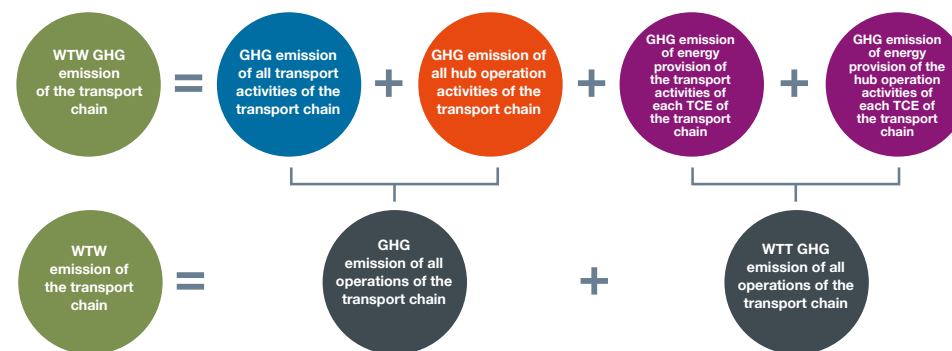 WTW GHG
emission
of the transport
chain
=
GHG emission
of all transport
activities of the
transport chain
+
GHG emission of
all hub operation
activities of the
transport chain
+
GHG emission
of energy
provision of
the transport
activities of
each TCE of
the transport
chain
+
GHG emission
of energy
provision of the
hub operation
activities of
each TCE of
the transport
chain
WTW
emission of
the transport
chain
=
GHG
emission of all
operations of the
transport chain
+
WTT GHG
emission of all
operations of the
transport chain